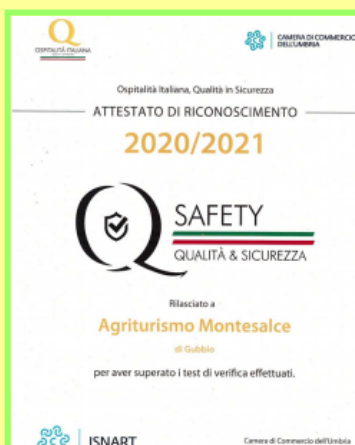 Q
OSPITALITÀ ITALIANA
CAMERA DI COMMERCIO
DELL'UMBRIA
Ospitalità Italiana, Qualità in Sicurezza
ATTESTATO DI RICONOSCIMENTO
2020/2021
Q
SAFETY
QUALITÀ & SICUREZZA
Rilasciato a
Agriturismo Montesalce
di Gubbio
per aver superato i test di verifica effettuati.
ISNART
Camera di Commercio dell'Umbria